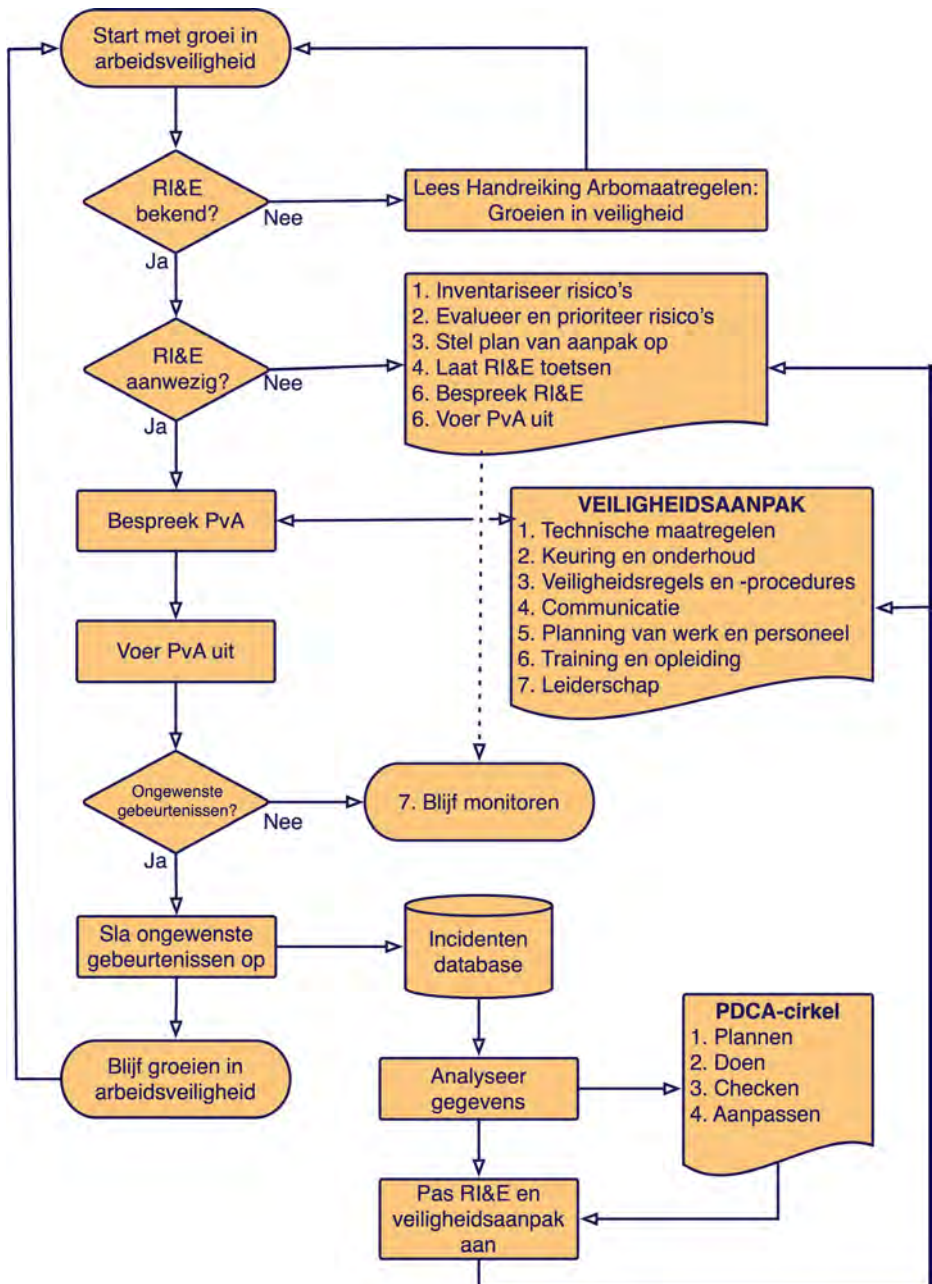 Start met groei in
arbeidsveiligheid
RI&E
bekend?
Nee
Ja
Lees Handreiking Arbomaatregelen:
Groeien in veiligheid
RI&E
aanwezig?
Nee
Ja
1. Inventariseer risico's
2. Evalueer en prioriteer risico's
3. Stel plan van aanpak op
4. Laat RI&E toetsen
6. Bespreek RI&E
6. Voer PvA uit
Bespreek PvA
VEILIGHEIDSAANPAK
1. Technische maatregelen
2. Keuring en onderhoud
3. Veiligheidsregels en -procedures
4. Communicatie
5. Planning van werk en personeel
6. Training en opleiding
7. Leiderschap
Voer PvA uit
Ongewenste
gebeurtenissen?
Nee
Ja
7. Blijf monitoren
Sla ongewenste
gebeurtenissen op
Incidenten
database
Blijf groeien in
arbeidsveiligheid
Analyseer
gegevens
PDCA-cirkel
1. Plannen
2. Doen
3. Checken
4. Aanpassen
Pas RI&E en
veiligheidsaanpak
aan